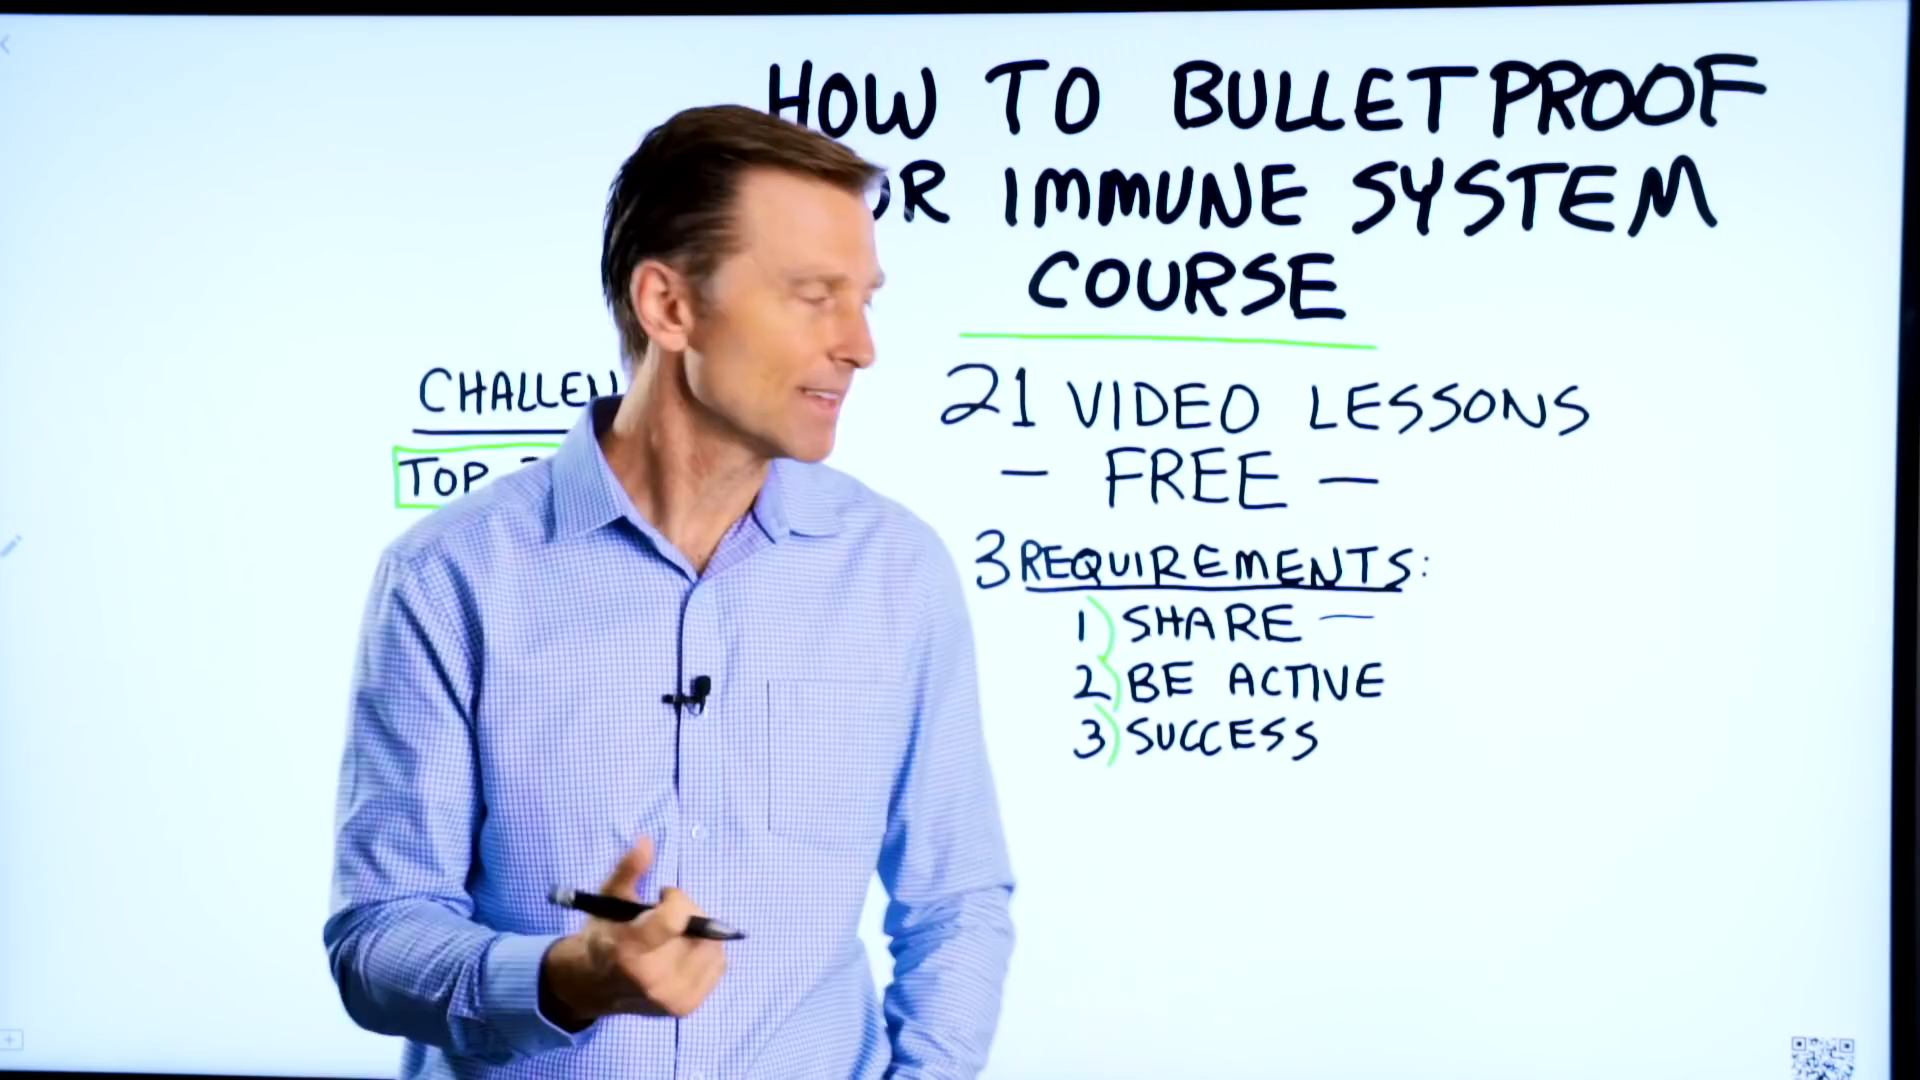 HOW TO BULLETPROOF
IMMUNE SYSTEM
COURSE
21 VIDEO LESSONS
- FREE -
3 REQUIREMENTS:
1) SHARE -
2) BE ACTIVE
3) SUCCESS
TOP